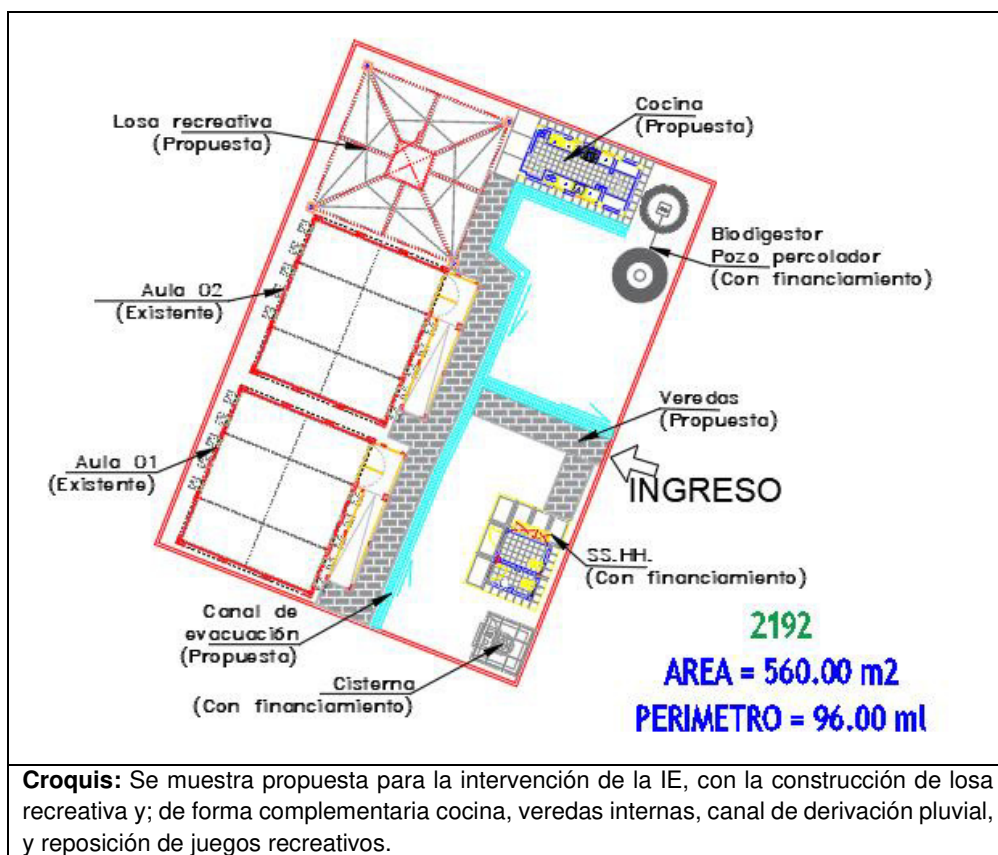 Cocina
(Propuesta)
Losa recreativa
(Propuesta)
Biodigestor
Pozo percolador
(Con financiamiento)
Aula 02
(Existente)
Veredas
(Propuesta)
Aula 01
(Existente)
INGRESO
SS.HH.
(Con financiamiento)
Canal de
evacuación
(Propuesta)
Cisterna
(Con financiamiento)
2192
AREA = 560.00 m2
PERIMETRO = 96.00 ml
Croquis: Se muestra propuesta para la intervención de la IE, con la construcción de losa
recreativa y; de forma complementaria cocina, veredas internas, canal de derivación pluvial,
y reposición de juegos recreativos.